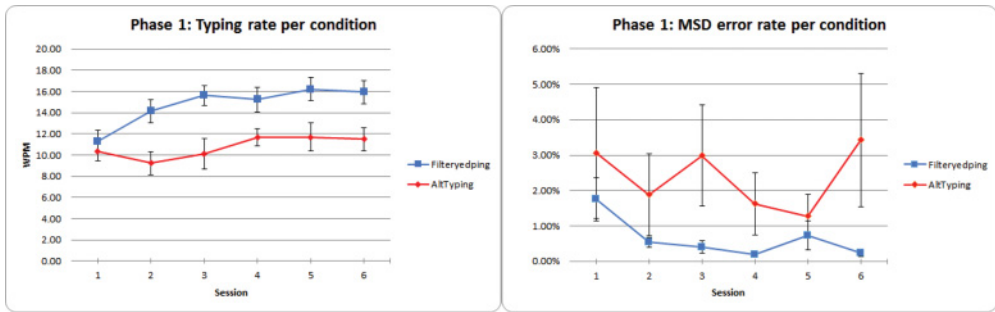 Phase 1: Typing rate per condition
20.00
18.00
16.00
14.00
12.00
10.00
8.00
6.00
4.00
2.00
0.00
WPM
1 2 3 4 5 6
Session
Filteryedping
AltTyping
Phase 1: MSD error rate per condition
6.00%
5.00%
4.00%
3.00%
2.00%
1.00%
0.00%
1 2 3 4 5 6
Session
Filteryedping
AltTyping